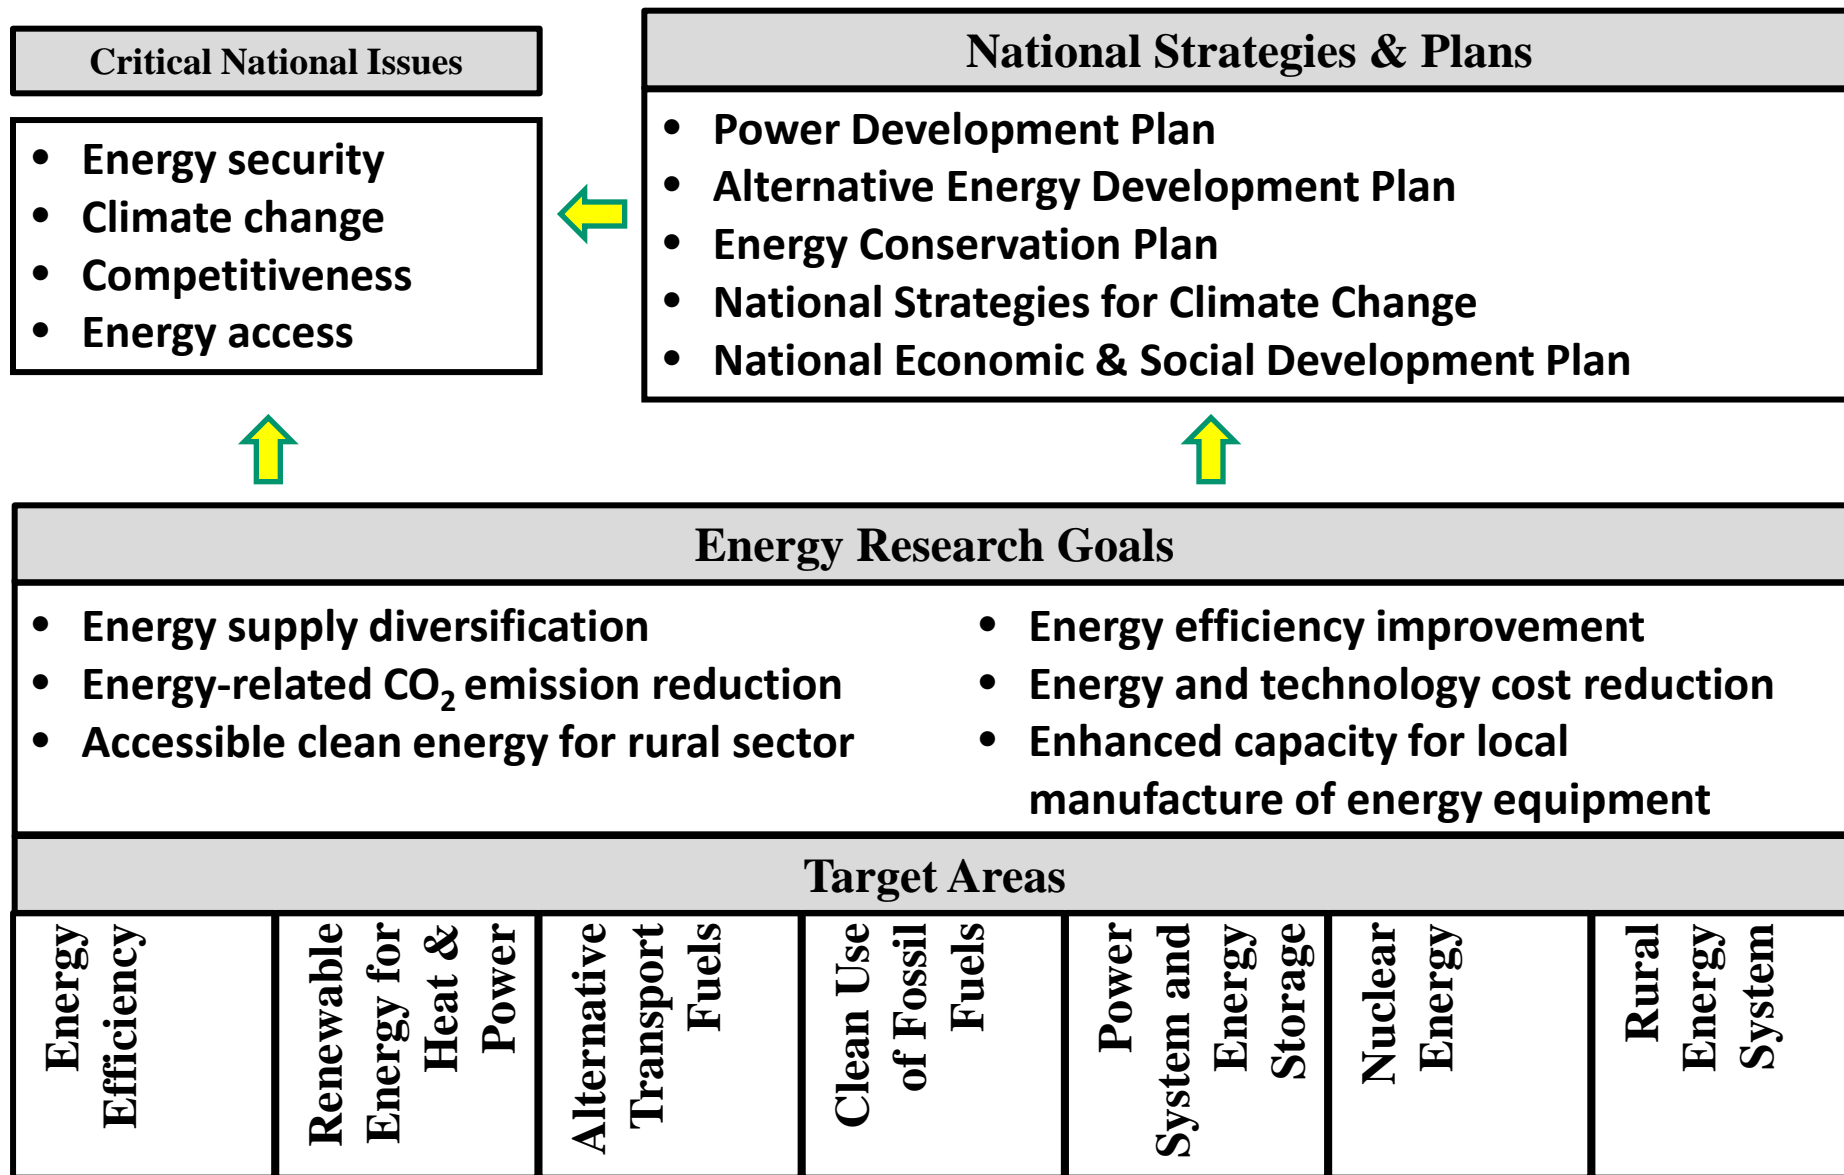 Critical National Issues
• Energy security
• Climate change
• Competitiveness
• Energy access
National Strategies & Plans
• Power Development Plan
• Alternative Energy Development Plan
• Energy Conservation Plan
• National Strategies for Climate Change
• National Economic & Social Development Plan
Energy Research Goals
• Energy supply diversification
• Energy-related CO₂ emission reduction
• Accessible clean energy for rural sector
• Energy efficiency improvement
• Energy and technology cost reduction
• Enhanced capacity for local
manufacture of energy equipment
Target Areas
Energy
Efficiency
Renewable
Energy for
Heat &
Power
Alternative
Transport
Fuels
Clean Use
of Fossil
Fuels
Power
System and
Energy
Storage
Nuclear
Energy
Rural
Energy
System